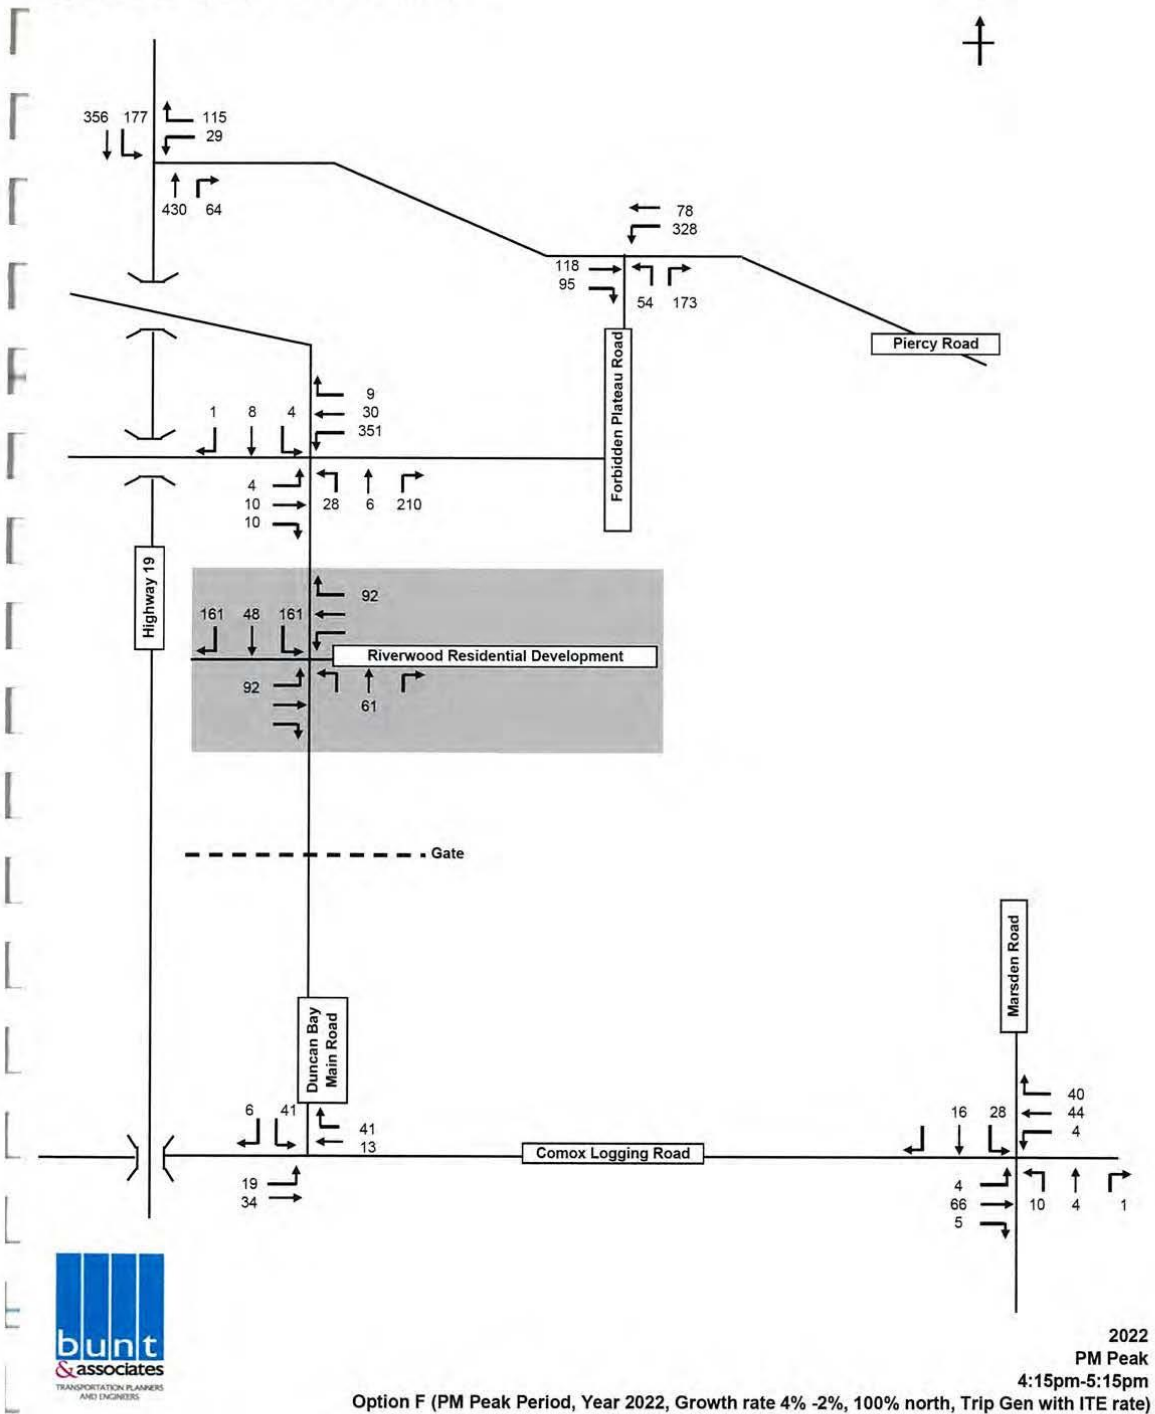 356 177 115
29
430 64
78
328
118
95
54 173
Piercy Road
Forbidden Plateau Road
9
1 8 4 30
351
4
10 28 6 210
10
Highway 19
92
161 48 161
Riverwood Residential Development
92
61
Gate
Marsden Road
Duncan Bay
Main Road
6 41
41
13
Comox Logging Road
19
34
40
16 28 44
4
4
66 10 4 1
5
bunt
& associates
TRANSPORTATION PLANNERS
AND ENGINEERS
2022
PM Peak
4:15pm-5:15pm
Option F (PM Peak Period, Year 2022, Growth rate 4% -2%, 100% north, Trip Gen with ITE rate)